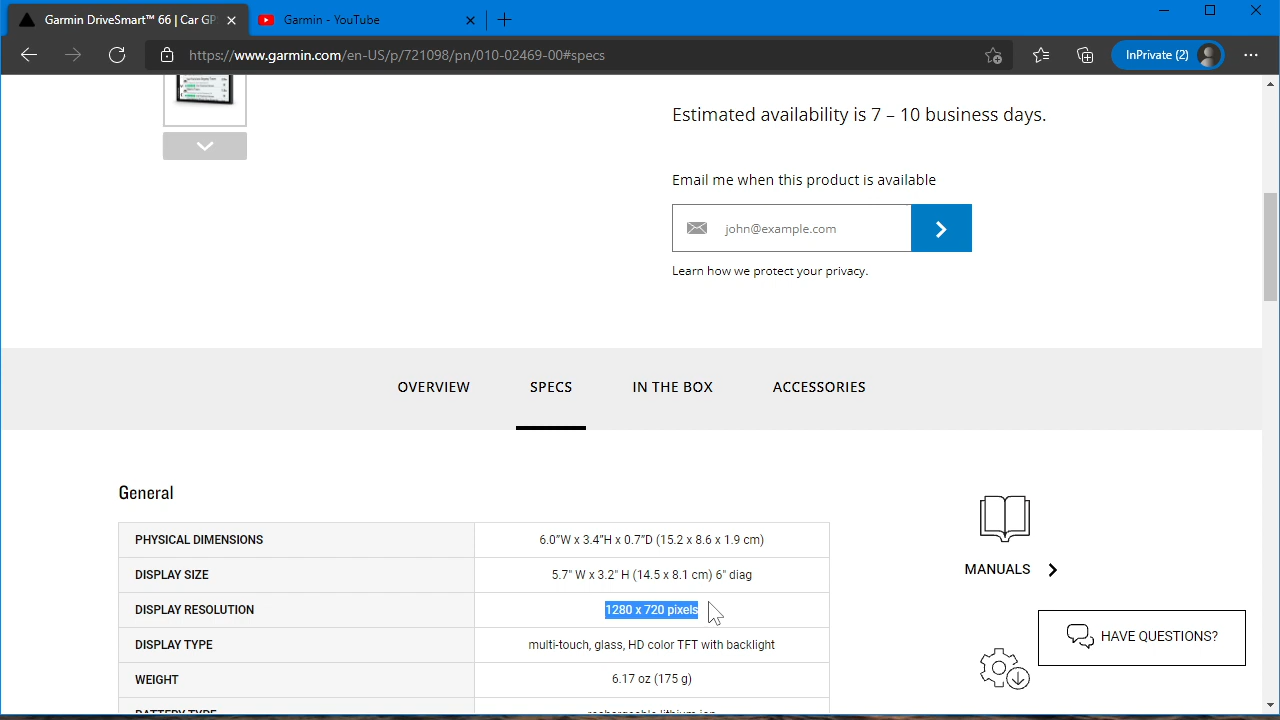 Garmin DriveSmart™ 66 | Car GP
Garmin - YouTube
https://www.garmin.com/en-US/p/721098/pn/010-02469-00#specs
InPrivate (2)
Estimated availability is 7 – 10 business days.
Email me when this product is available
john@example.com
Learn how we protect your privacy.
OVERVIEW SPECS IN THE BOX ACCESSORIES
General
PHYSICAL DIMENSIONS 6.0"W x 3.4"H x 0.7"D (15.2 x 8.6 x 1.9 cm)
DISPLAY SIZE 5.7" W x 3.2" H (14.5 x 8.1 cm) 6" diag
DISPLAY RESOLUTION 1280 x 720 pixels
DISPLAY TYPE multi-touch, glass, HD color TFT with backlight
WEIGHT 6.17 oz (175 g)
BATTERY TYPE rechargeable lithium-ion
MANUALS
HAVE QUESTIONS?